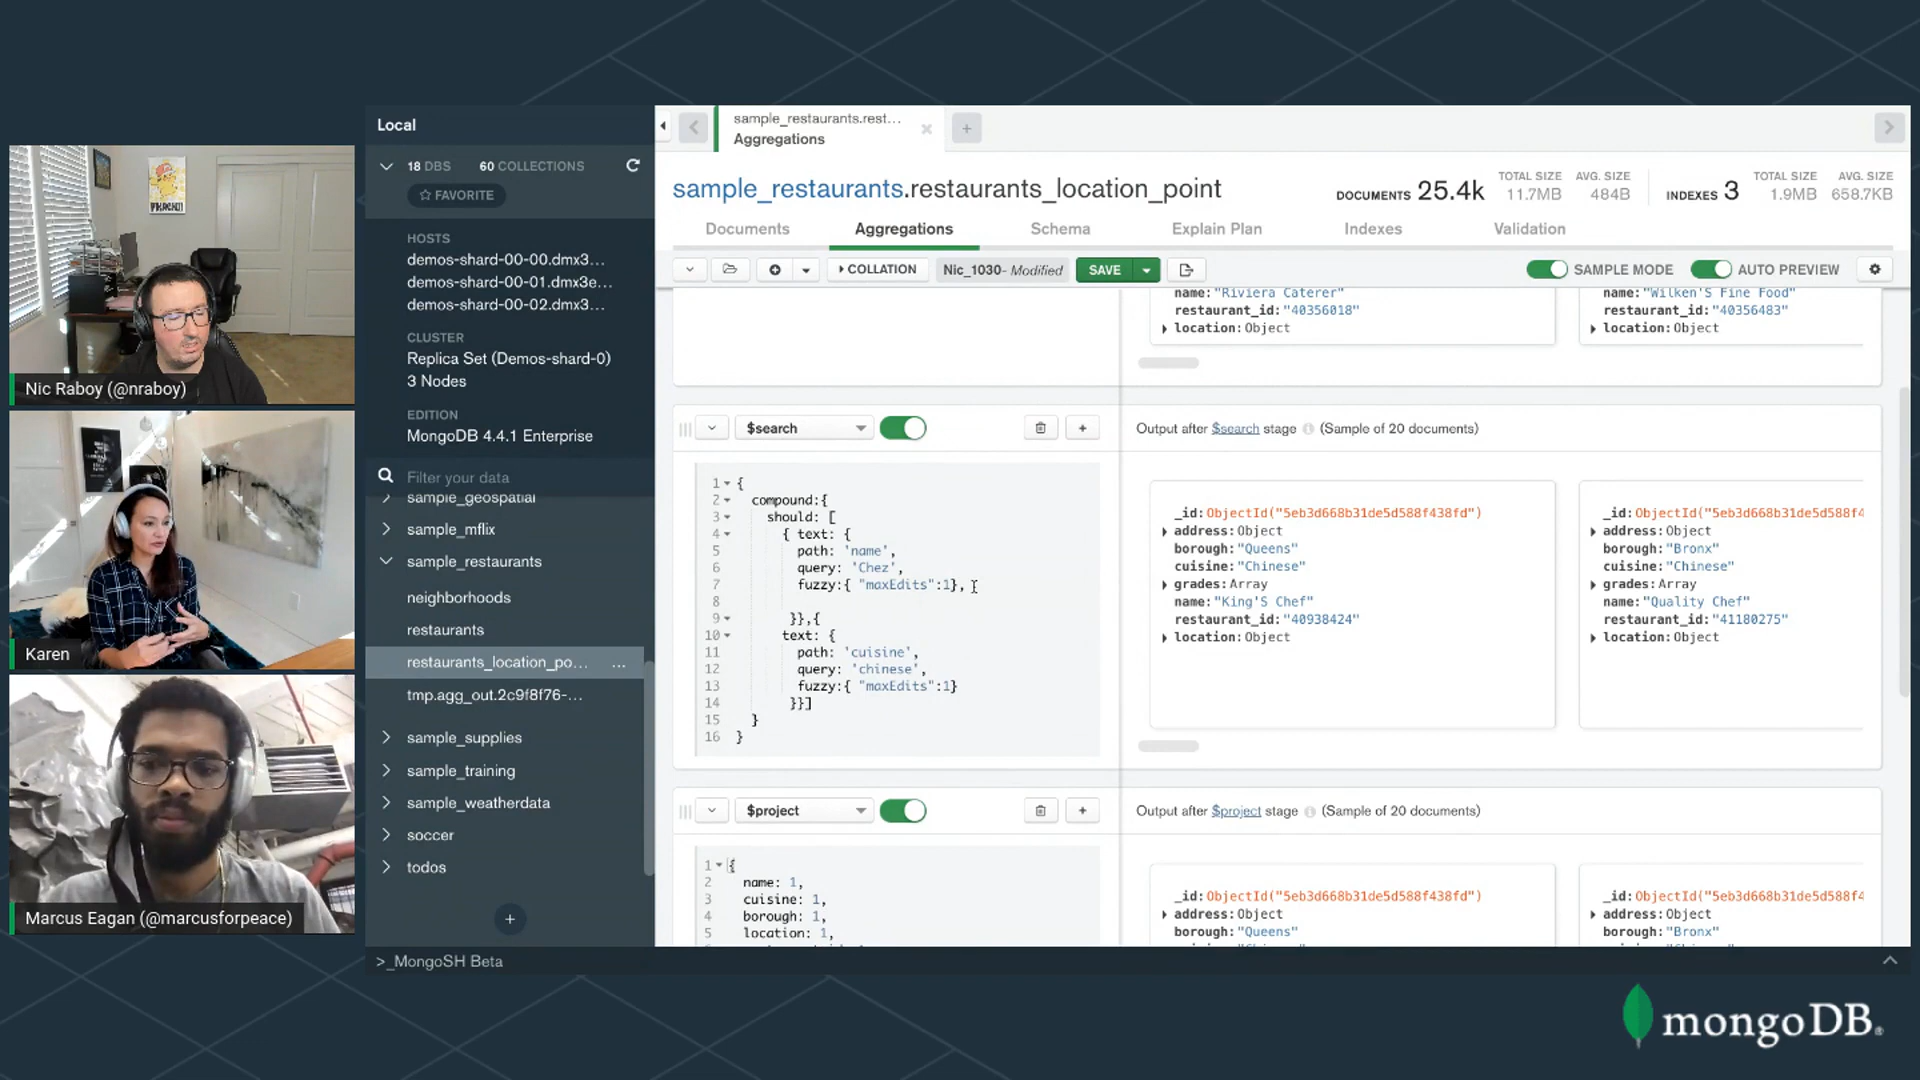 Local
18 DBS 60 COLLECTIONS
FAVORITE
HOSTS
demos-shard-00-00.dmx3...
demos-shard-00-01.dmx3e...
demos-shard-00-02.dmx3...
CLUSTER
Replica Set (Demos-shard-0)
3 Nodes
EDITION
MongoDB 4.4.1 Enterprise
Filter your data
sample_geospatial
sample_mflix
sample_restaurants
neighborhoods
restaurants
restaurants_location_po... ...
tmp.agg_out.2c9f8f76-...
sample_supplies
sample_training
sample_weatherdata
soccer
todos
>_MongoSH Beta
PIKACHU!
Nic Raboy (@nraboy)
Karen
Marcus Eagan (@marcusforpeace)
sample_restaurants.rest...
Aggregations
sample_restaurants.restaurants_location_point
DOCUMENTS 25.4k
TOTAL SIZE 11.7MB
AVG. SIZE 484B
INDEXES 3
TOTAL SIZE 1.9MB
AVG. SIZE 658.7KB
Documents Aggregations Schema Explain Plan Indexes Validation
COLLATION Nic_1030- Modified SAVE SAMPLE MODE AUTO PREVIEW
name:"Riviera Caterer"
restaurant_id:"40356018"
location:Object
name:"Wilken'S Fine Food"
restaurant_id:"40356483"
location:Object
$search
Output after $search stage (Sample of 20 documents)
1 {
2 compound:{
3 should: [
4 { text: {
5 path: 'name',
6 query: 'Chez',
7 fuzzy:{ "maxEdits":1},
8
9 }},{
10 text: {
11 path: 'cuisine',
12 query: 'chinese',
13 fuzzy:{ "maxEdits":1}
14 }}]
15 }
16 }
_id:ObjectId("5eb3d668b31de5d588f438fd")
address:Object
borough:"Queens"
cuisine:"Chinese"
grades:Array
name:"King'S Chef"
restaurant_id:"40938424"
location:Object
_id:ObjectId("5eb3d668b31de5d588f4
address:Object
borough:"Bronx"
cuisine:"Chinese"
grades:Array
name:"Quality Chef"
restaurant_id:"41180275"
location:Object
$project
Output after $project stage (Sample of 20 documents)
1 {
2 name: 1,
3 cuisine: 1,
4 borough: 1,
5 location: 1,
_id:ObjectId("5eb3d668b31de5d588f438fd")
address:Object
borough:"Queens"
_id:ObjectId("5eb3d668b31de5d588f4
address:Object
borough:"Bronx"
mongoDB®